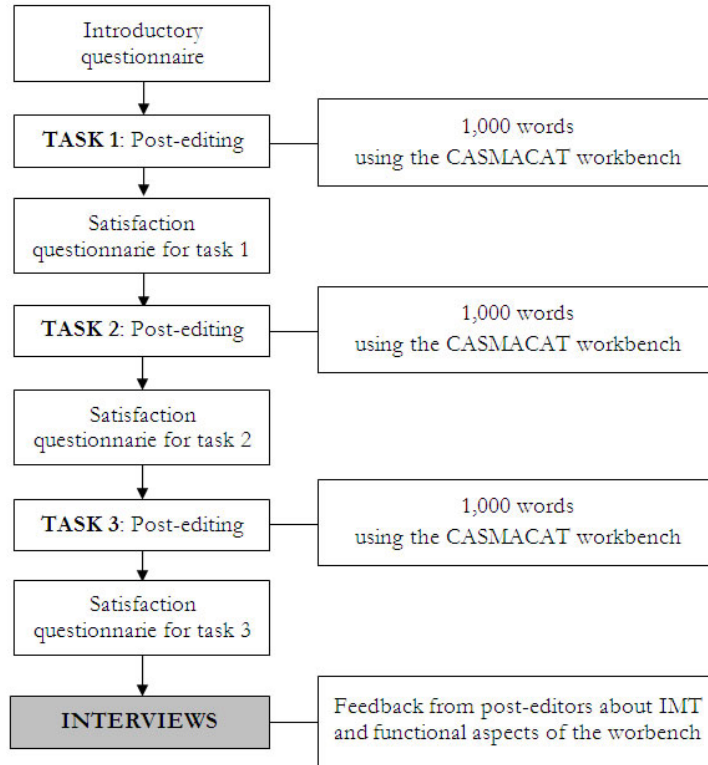 Introductory
questionnaire
TASK 1: Post-editing
1,000 words
using the CASMACAT workbench
Satisfaction
questionnarie for task 1
TASK 2: Post-editing
1,000 words
using the CASMACAT workbench
Satisfaction
questionnarie for task 2
TASK 3: Post-editing
1,000 words
using the CASMACAT workbench
Satisfaction
questionnarie for task 3
INTERVIEWS
Feedback from post-editors about IMT
and functional aspects of the worbench